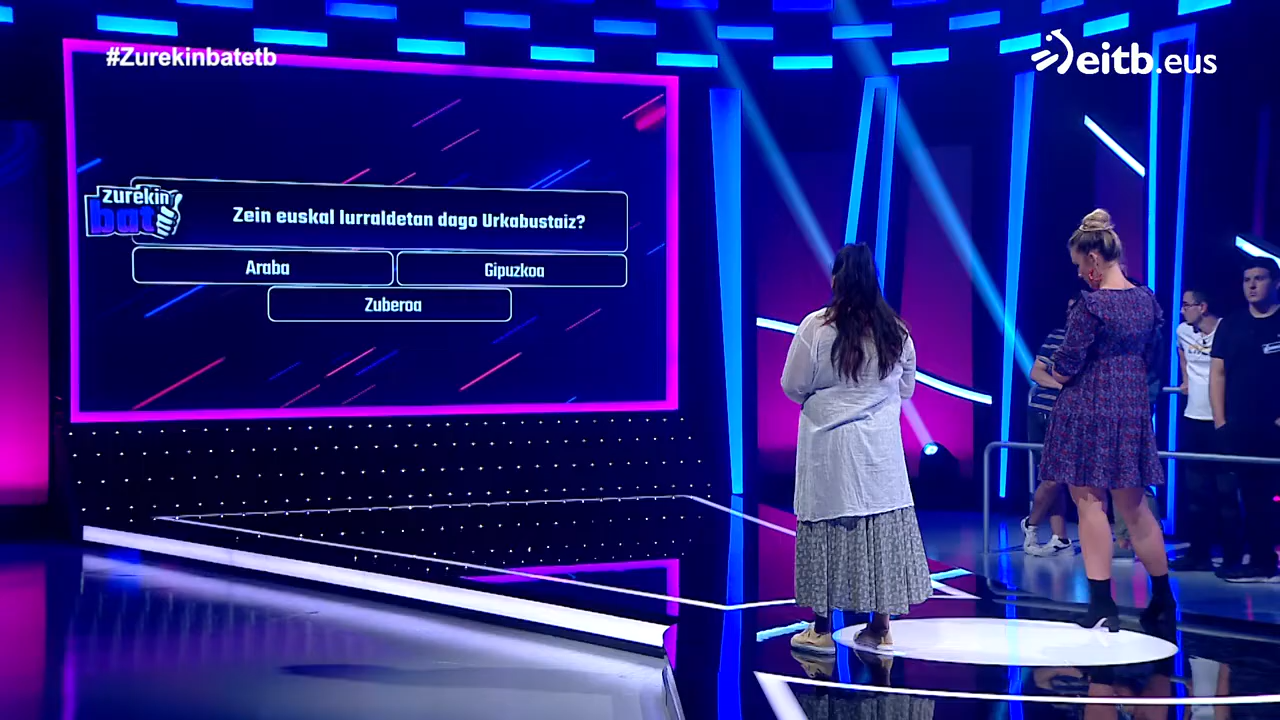 #Zurekinbatetb
eitb.eus
zurekin
bat
Zein euskal lurraldetan dago Urkabustaiz?
Araba
Gipuzkoa
Zuberoa